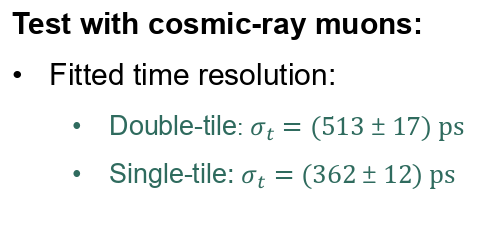 Test with cosmic-ray muons:
• Fitted time resolution:
• Double-tile: σₜ = (513 ± 17) ps
• Single-tile: σₜ = (362 ± 12) ps